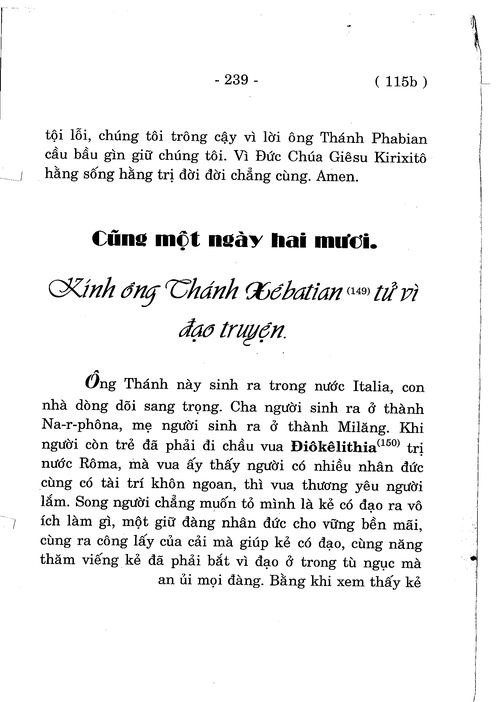 - 239 - ( 115b )
tội lỗi, chúng tôi trông cậy vì lời ông Thánh Phabian
cầu bầu gìn giữ chúng tôi. Vì Đức Chúa Giêsu Kirixitô
hằng sống hằng trị đời đời chẳng cùng. Amen.
Cũng một ngày hai mươi.
Kính ông Thánh Xêbatian (149) tử vì
đạo truyện.
Ông Thánh này sinh ra trong nước Italia, con
nhà dòng dõi sang trọng. Cha người sinh ra ở thành
Na-r-phôna, mẹ người sinh ra ở thành Milăng. Khi
người còn trẻ đã phải đi chầu vua Điôkêlithia(150) trị
nước Rôma, mà vua ấy thấy người có nhiều nhân đức
cùng có tài trí khôn ngoan, thì vua thương yêu người
lắm. Song người chẳng muốn tỏ mình là kẻ có đạo ra vô
ích làm gì, một giữ đàng nhân đức cho vững bền mãi,
cùng ra công lấy của cải mà giúp kẻ có đạo, cùng năng
thăm viếng kẻ đã phải bắt vì đạo ở trong tù ngục mà
an ủi mọi đàng. Bằng khi xem thấy kẻ